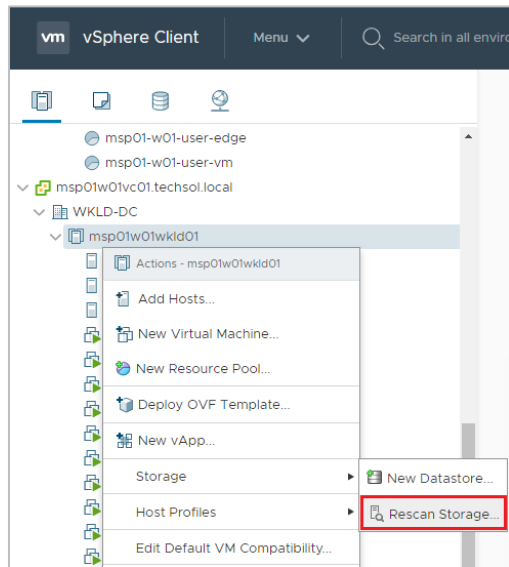 vm vSphere Client Menu Search in all enviro
msp01-w01-user-edge
msp01-w01-user-vm
msp01w01vc01.techsol.local
WKLD-DC
msp01w01wkld01
Actions - msp01w01wkld01
Add Hosts...
New Virtual Machine...
New Resource Pool...
Deploy OVF Template...
New vApp...
Storage
New Datastore...
Host Profiles
Rescan Storage...
Edit Default VM Compatibility...